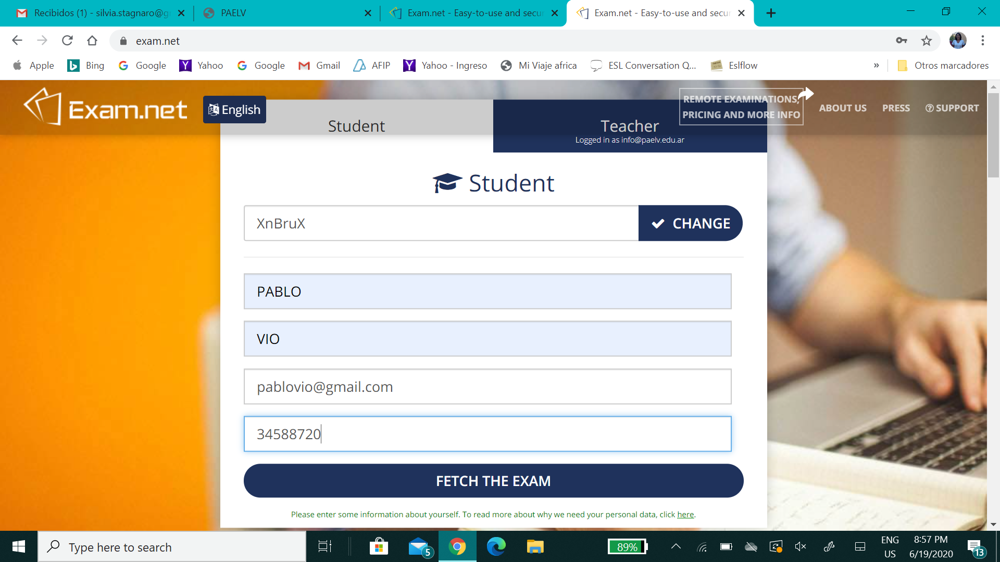 Recibidos (1) - silvia.stagnaro@g
PAELV
Exam.net - Easy-to-use and secu
Exam.net - Easy-to-use and secur
exam.net
Apple
Bing
Google
Yahoo
Google
Gmail
AFIP
Yahoo - Ingreso
Mi Viaje africa
ESL Conversation Q...
Eslflow
»
Otros marcadores
Exam.net
English
Student
Teacher
Logged in as info@paelv.edu.ar
REMOTE EXAMINATIONS,
PRICING AND MORE INFO
ABOUT US
PRESS
SUPPORT
Student
XnBruX
CHANGE
PABLO
VIO
pablovio@gmail.com
34588720
FETCH THE EXAM
Please enter some information about yourself. To read more about why we need your personal data, click here.
Type here to search
5
89%
ENG
US
8:57 PM
6/19/2020
13